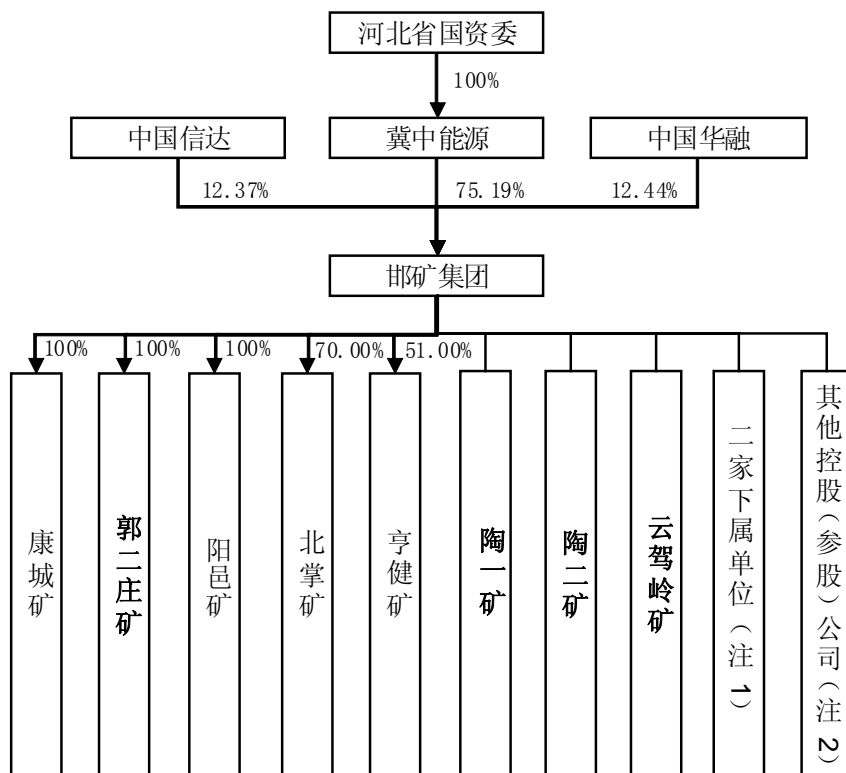 河北省国资委
100%
中国信达
冀中能源
中国华融
12.37%
75.19%
12.44%
邯矿集团
100%
100%
100%
70.00%
51.00%
康城矿
郭二庄矿
阳邑矿
北掌矿
亨健矿
陶一矿
陶二矿
云驾岭矿
二家下属单位（注1）
其他控股（参股）公司（注2）